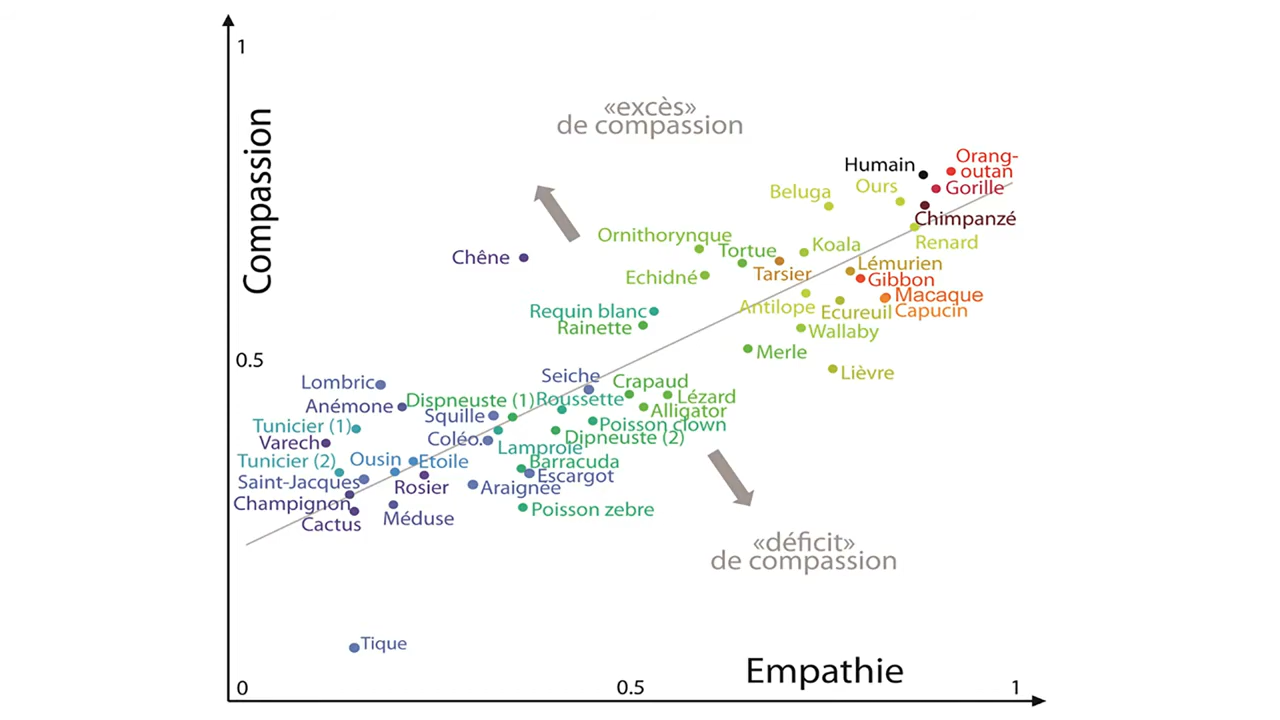 1
Compassion
«excès»
de compassion
Orang-
outan
Humain
Ours
Gorille
Beluga
Chimpanzé
Ornithorynque
Koala
Renard
Chêne
Tortue
Tarsier
Lémurien
Echidné
Gibbon
Macaque
Antilope
Ecureuil
Capucin
Requin blanc
Rainette
Wallaby
Merle
0.5
Lièvre
Seiche
Lombric
Crapaud
Dispneuste (1)
Roussette
Lézard
Anémone
Squille
Alligator
Tunicier (1)
Poisson clown
Varech
Coléo.
Dipneuste (2)
Lamproie
Tunicier (2)
Ousin
Etoile
Barracuda
Saint-Jacques
Rosier
Araignée
Escargot
Champignon
Cactus
Méduse
Poisson zebre
«déficit»
de compassion
Tique
Empathie
0
0.5
1